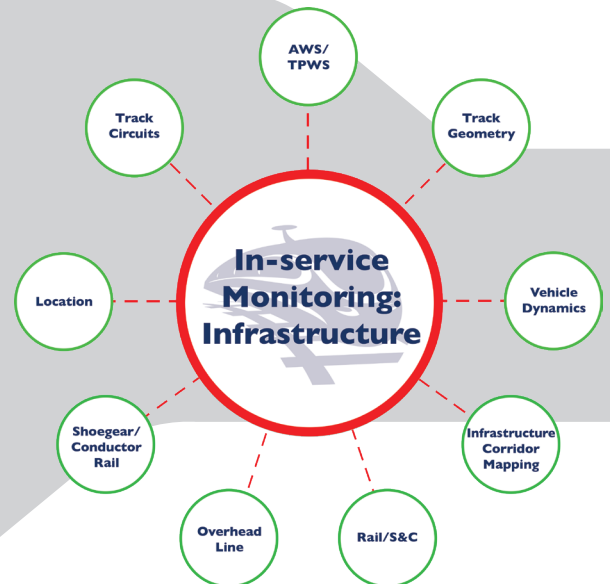 AWS/
TPWS
Track
Circuits
Track
Geometry
In-service
Monitoring:
Infrastructure
Location
Vehicle
Dynamics
Shoegear/
Conductor
Rail
Infrastructure
Corridor
Mapping
Overhead
Line
Rail/S&C